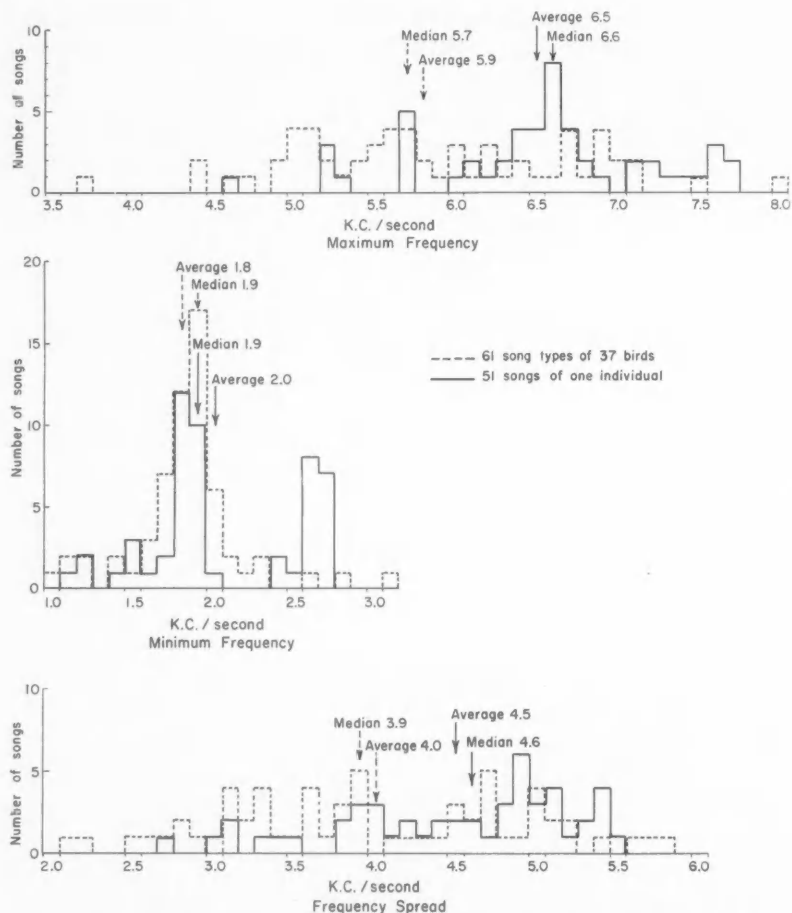 Average 6.5
Median 5.7
Median 6.6
Average 5.9
Number of songs
10
5
0
3.5 4.0 4.5 5.0 5.5 6.0 6.5 7.0 7.5 8.0
K.C. / second
Maximum Frequency
Average 1.8
Median 1.9
Median 1.9
Average 2.0
Number of songs
20
15
10
5
0
1.0 1.5 2.0 2.5 3.0
K.C. / second
Minimum Frequency
61 song types of 37 birds
51 songs of one individual
Average 4.5
Median 3.9
Average 4.0
Median 4.6
Number of songs
10
5
0
2.0 2.5 3.0 3.5 4.0 4.5 5.0 5.5 6.0
K.C. / second
Frequency Spread